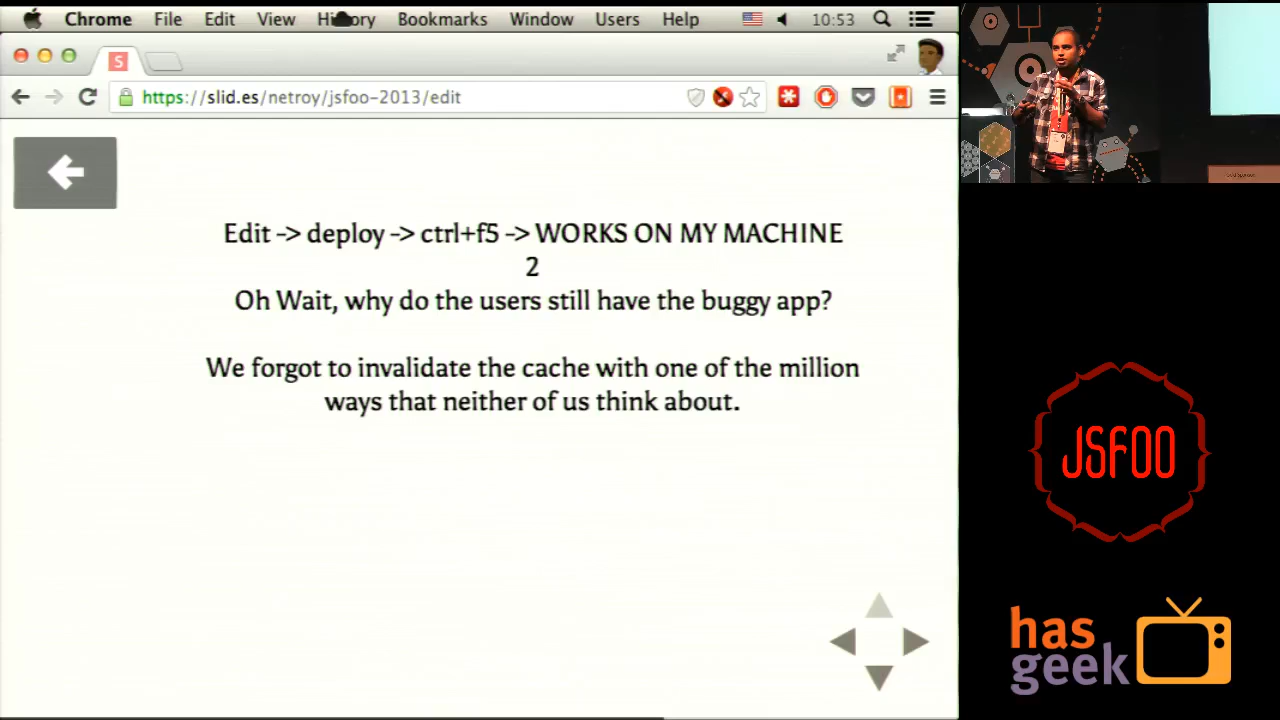 Chrome File Edit View History Bookmarks Window Users Help 10:53
S
https://slid.es/netroy/jsfoo-2013/edit
Edit -> deploy -> ctrl+f5 -> WORKS ON MY MACHINE
2
Oh Wait, why do the users still have the buggy app?
We forgot to invalidate the cache with one of the million
ways that neither of us think about.
JSFOO
has
geek